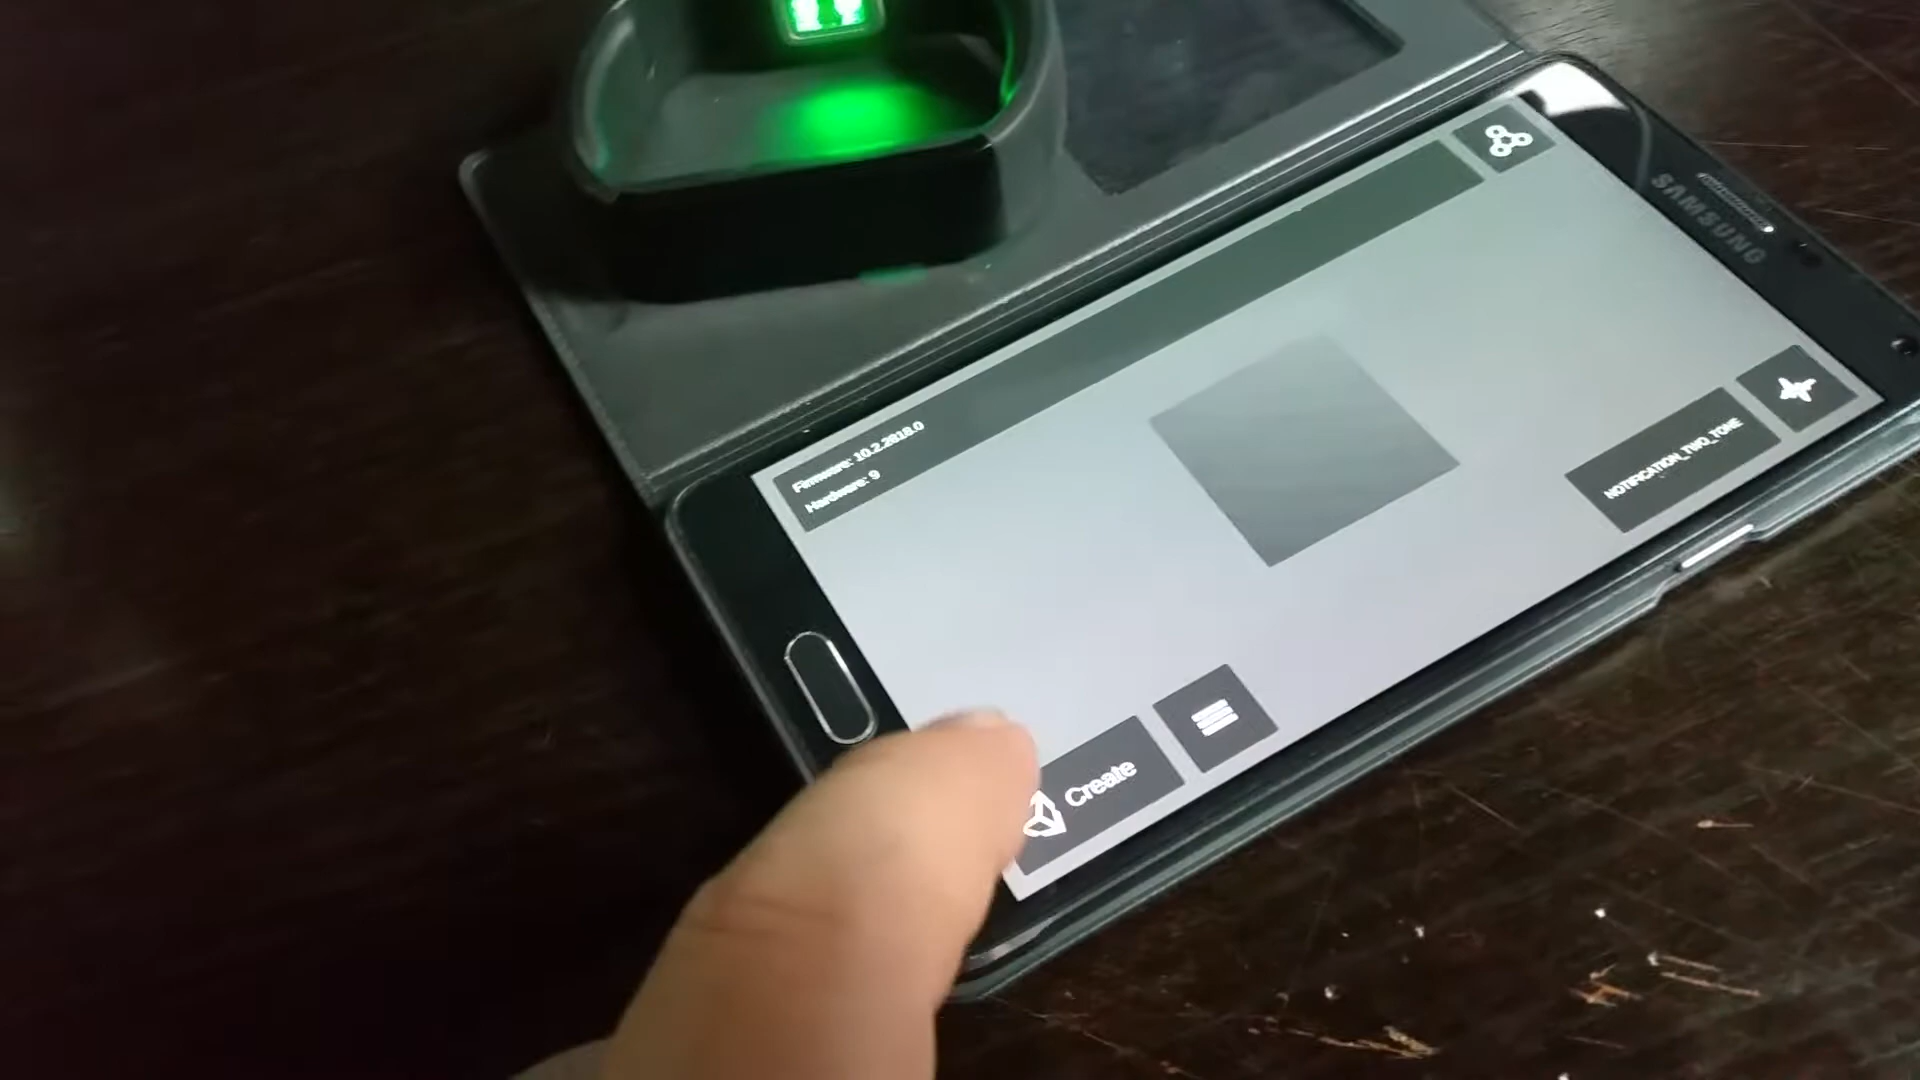 SAMSUNG
Firmware: 10.2.2818.0
Hardware: 9
NOTIFICATION_TWO_TONE
Create